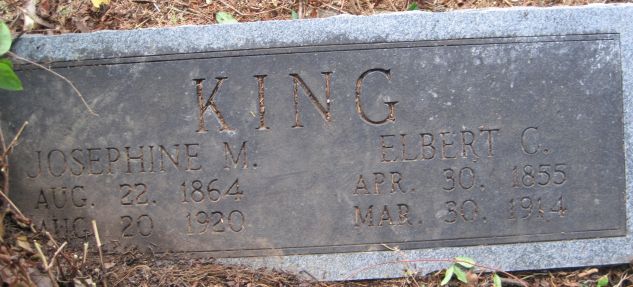 KING
JOSEPHINE M.
AUG. 22. 1864
AUG. 20 1920
ELBERT G.
APR. 30. 1855
MAR. 30. 1914